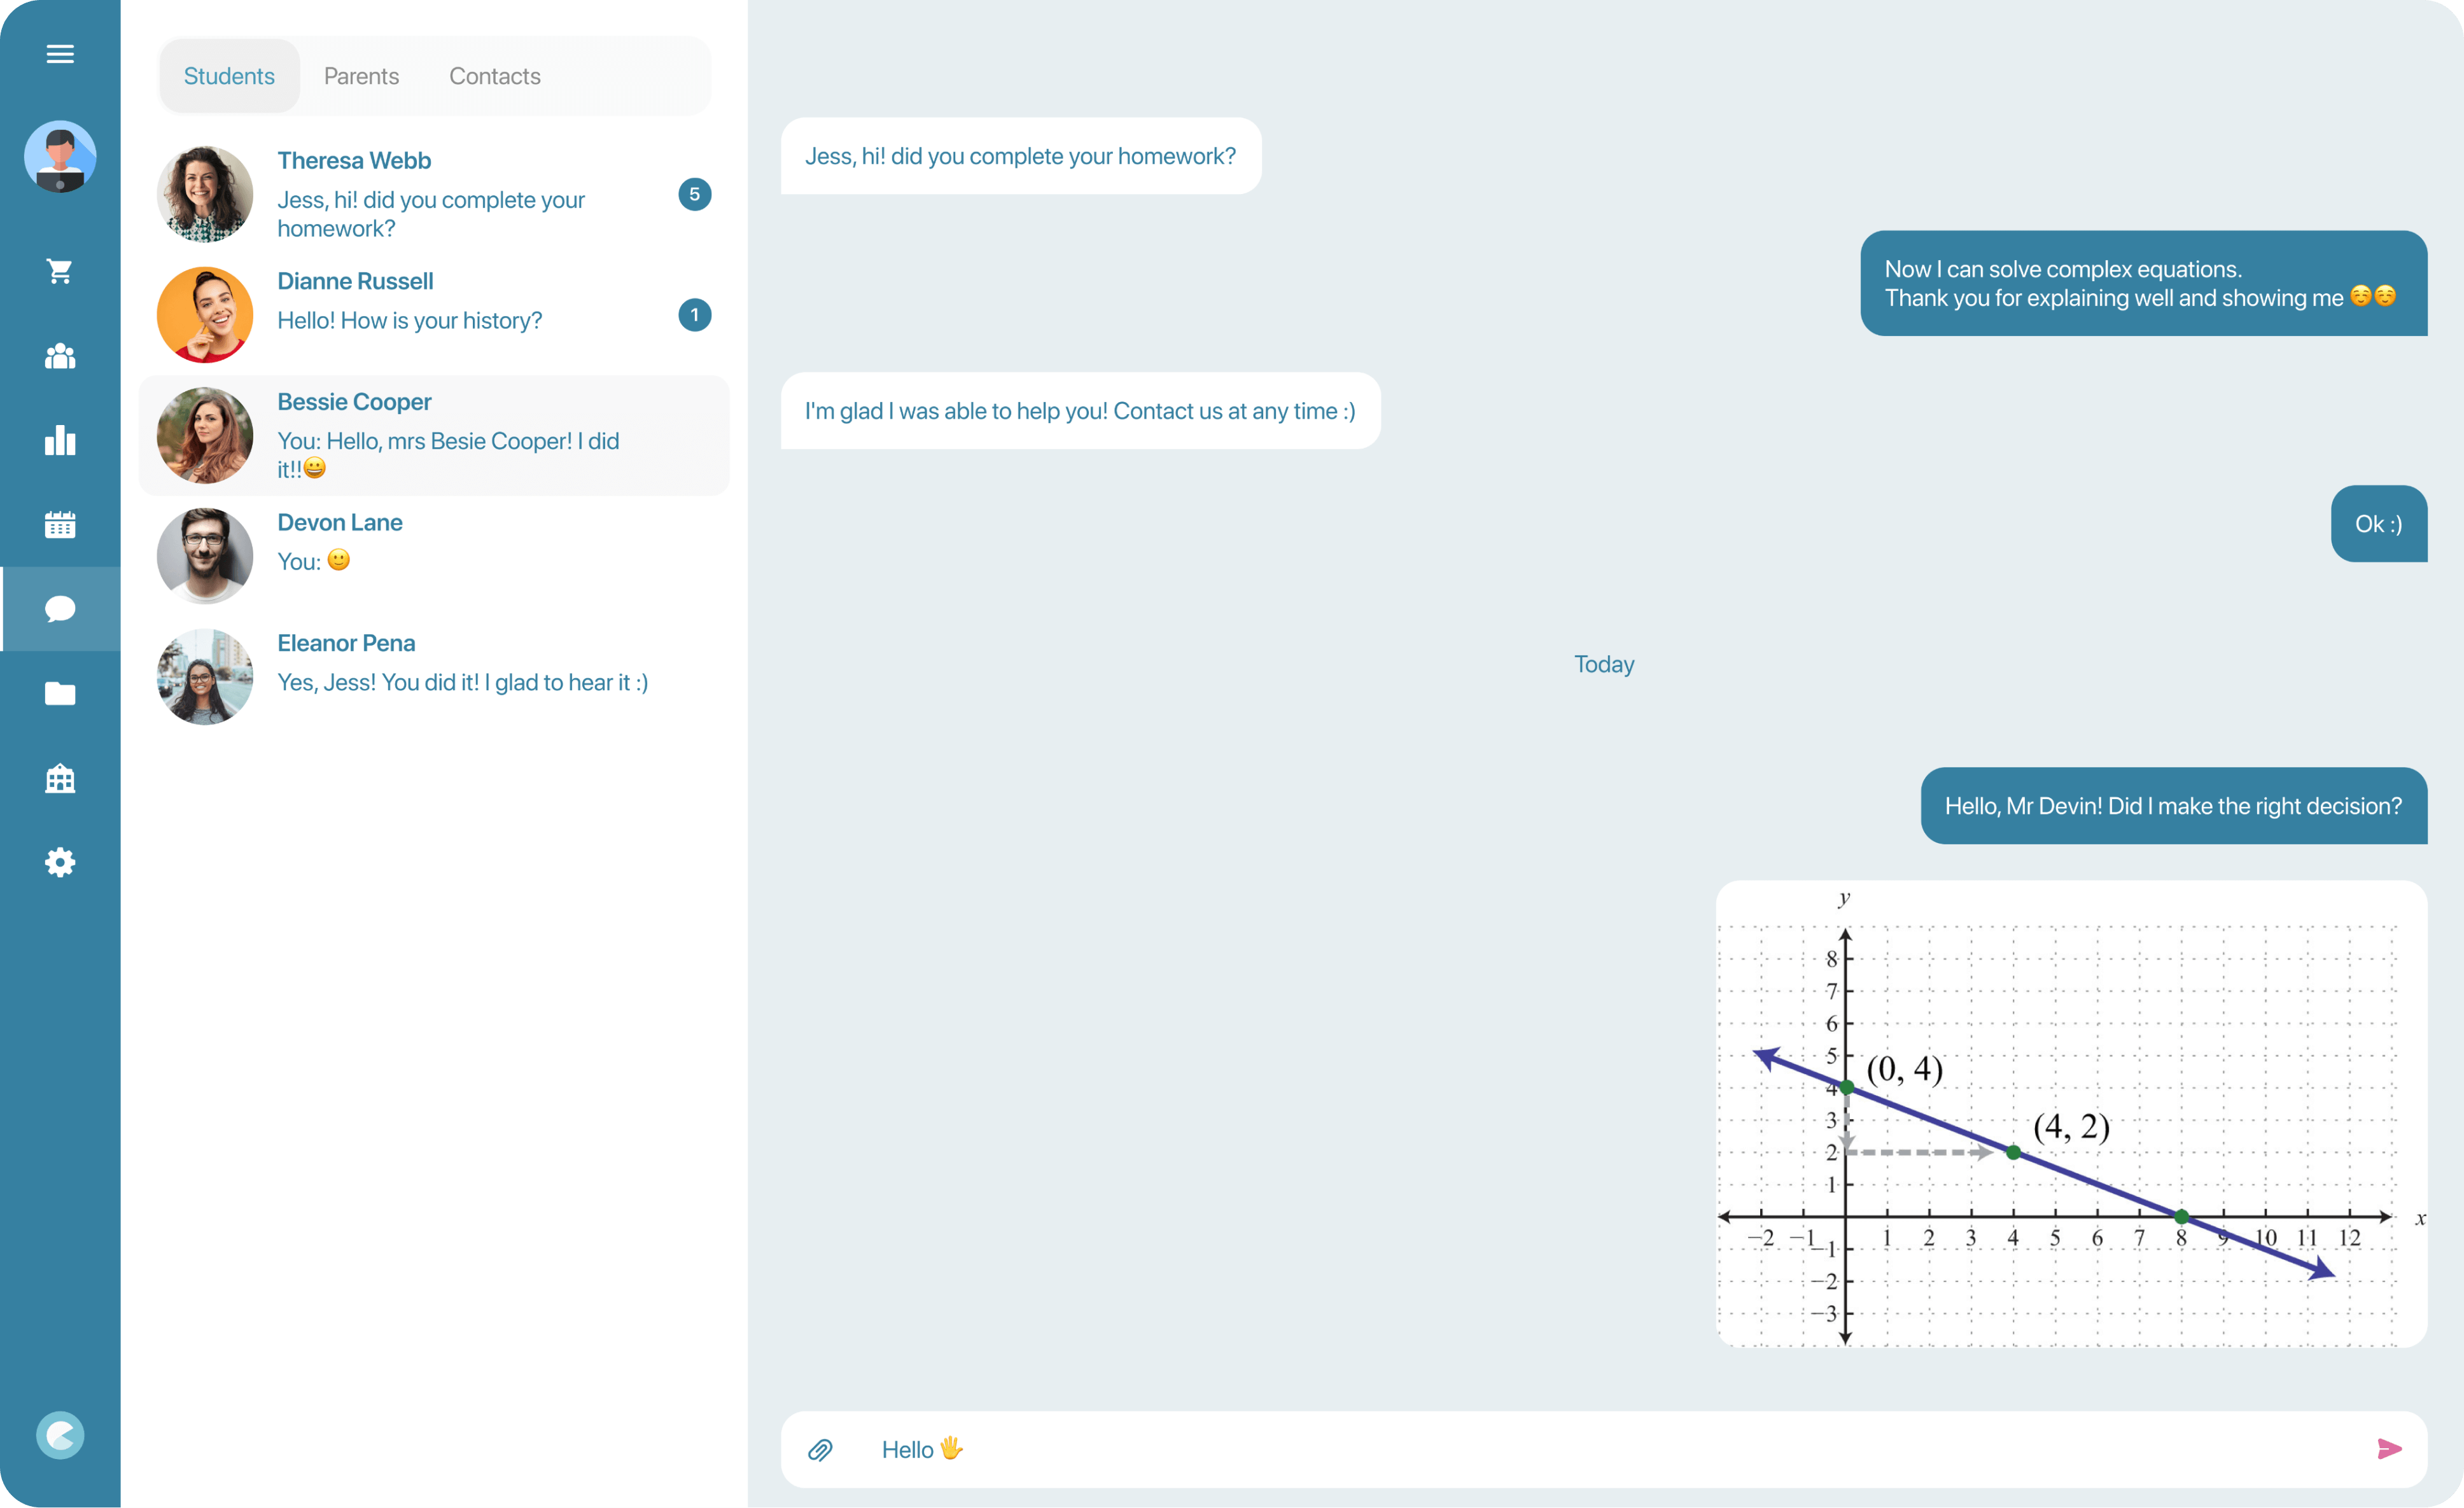 Students Parents Contacts
Theresa Webb
Jess, hi! did you complete your
homework?
5
Dianne Russell
Hello! How is your history?
1
Bessie Cooper
You: Hello, mrs Besie Cooper! I did
it!!😀
Devon Lane
You: 🙂
Eleanor Pena
Yes, Jess! You did it! I glad to hear it :)
Jess, hi! did you complete your homework?
Now I can solve complex equations.
Thank you for explaining well and showing me ☺️☺️
I'm glad I was able to help you! Contact us at any time :)
Ok :)
Today
Hello, Mr Devin! Did I make the right decision?
y
8
7
6
5
(0, 4)
4
3
(4, 2)
2
1
x
−2 −1 1 2 3 4 5 6 7 8 9 10 11 12
−1
−2
−3
Hello 🖐️